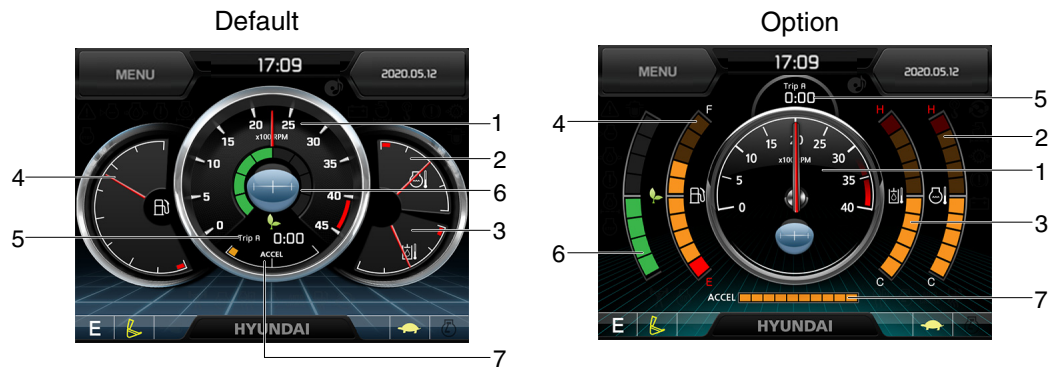 Default
MENU
17:09
2020.05.12
0
5
10
15
20
25
30
35
40
45
x100 RPM
Trip A 0:00
ACCEL
E
HYUNDAI
1
2
6
3
4
5
7
Option
MENU
17:09
2020.05.12
Trip A
0:00
F
H
H
0
5
10
15
20
25
30
35
40
x100 RPM
E
C
C
ACCEL
E
HYUNDAI
5
4
2
1
3
6
7